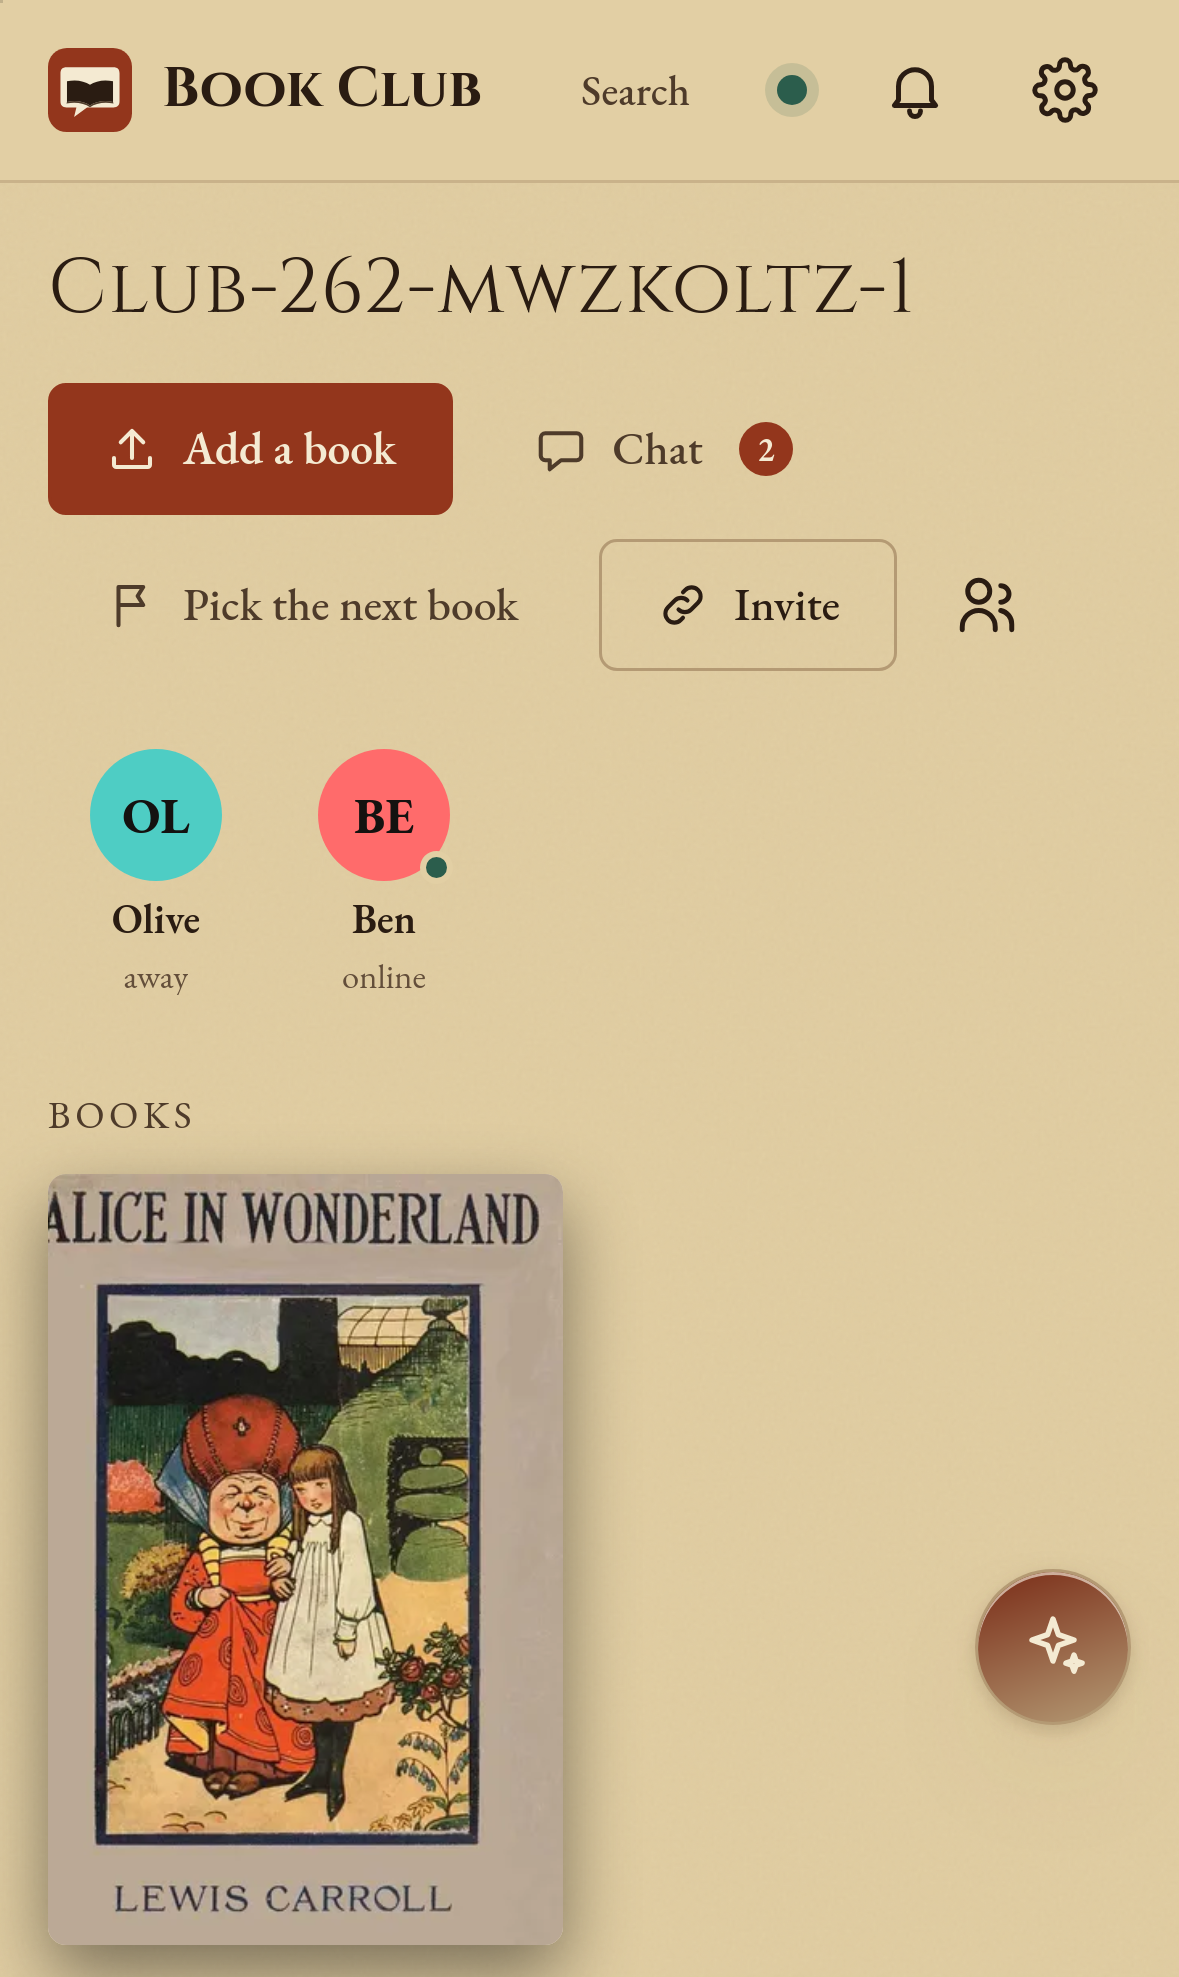 Book Club
Search
Club-262-mwzkoltz-1
Add a book
Chat 2
Pick the next book
Invite
OL BE
Olive Ben
away online
BOOKS
ALICE IN WONDERLAND
LEWIS CARROLL